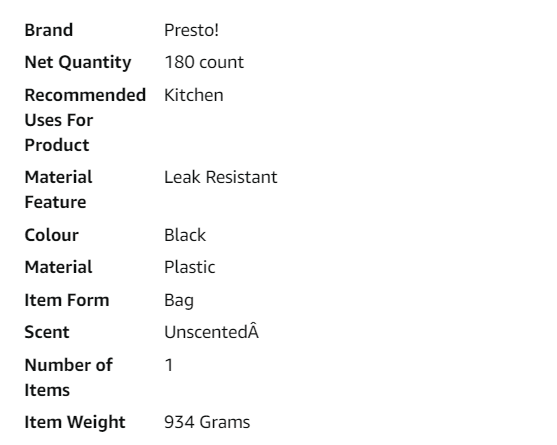 Brand Presto!
Net Quantity 180 count
Recommended Kitchen
Uses For
Product
Material Leak Resistant
Feature
Colour Black
Material Plastic
Item Form Bag
Scent UnscentedÂ
Number of 1
Items
Item Weight 934 Grams